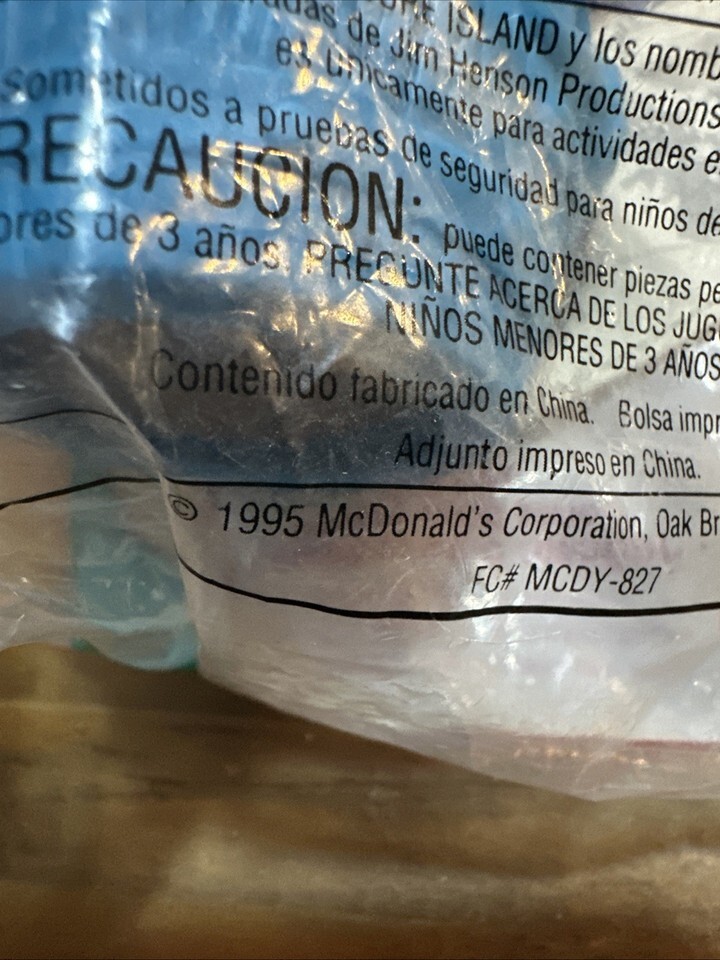 ISLAND y los nomb
de Jim Henson Productions
es únicamente para actividades e
sometidos a pruebas de seguridad para niños de
RECAUCION: puede contener piezas pe
ores de 3 años. PREGUNTE ACERCA DE LOS JUG
NIÑOS MENORES DE 3 AÑOS
Contenido fabricado en China. Bolsa impr
Adjunto impreso en China.
© 1995 McDonald's Corporation, Oak Br
FC# MCDY-827